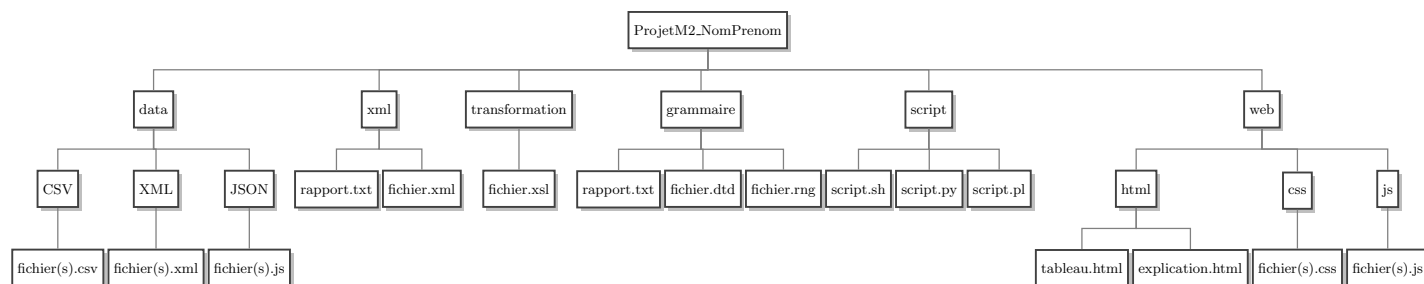 ProjetM2_NomPrenom
data
xml
transformation
grammaire
script
web
CSV
XML
JSON
rapport.txt
fichier.xml
fichier.xsl
rapport.txt
fichier.dtd
fichier.rng
script.sh
script.py
script.pl
html
css
js
fichier(s).csv
fichier(s).xml
fichier(s).js
tableau.html
explication.html
fichier(s).css
fichier(s).js